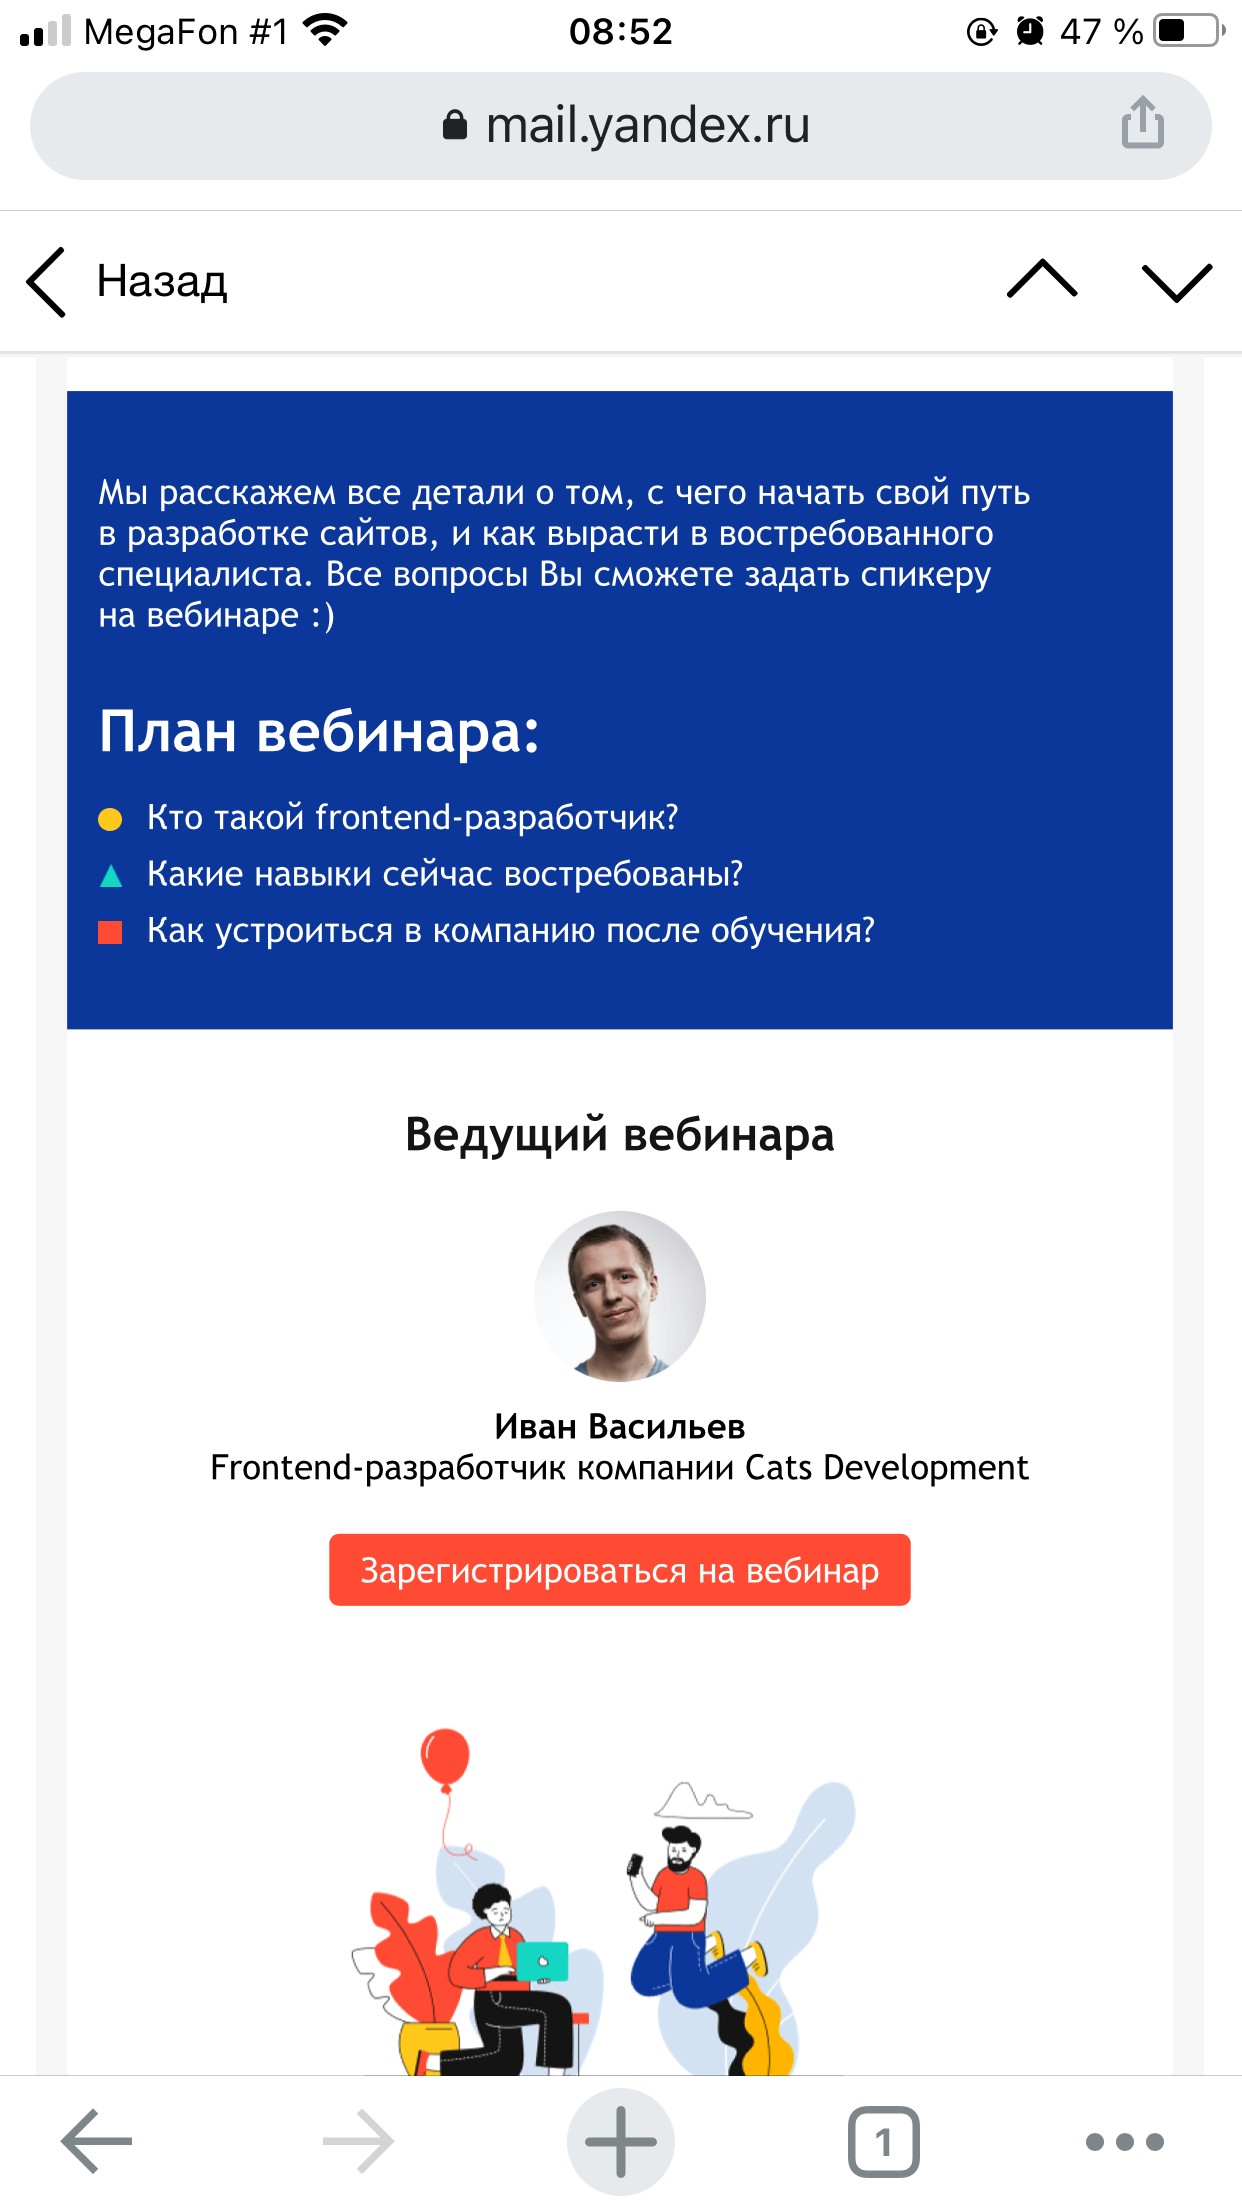 MegaFon #1 08:52 47 %
mail.yandex.ru
Назад
Мы расскажем все детали о том, с чего начать свой путь
в разработке сайтов, и как вырасти в востребованного
специалиста. Все вопросы Вы сможете задать спикеру
на вебинаре :)
План вебинара:
Кто такой frontend-разработчик?
Какие навыки сейчас востребованы?
Как устроиться в компанию после обучения?
Ведущий вебинара
Иван Васильев
Frontend-разработчик компании Cats Development
Зарегистрироваться на вебинар
1